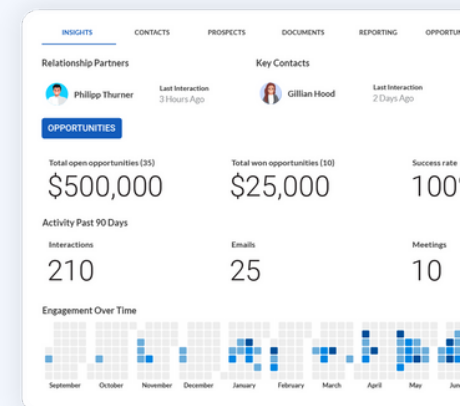 INSIGHTS CONTACTS PROSPECTS DOCUMENTS REPORTING OPPORTUN
Relationship Partners Key Contacts
Philipp Thurner Last Interaction 3 Hours Ago Gillian Hood Last Interaction 2 Days Ago
OPPORTUNITIES
Total open opportunities (35) Total won opportunities (10) Success rate
$500,000 $25,000 100
Activity Past 90 Days
Interactions Emails Meetings
210 25 10
Engagement Over Time
September October November December January February March April May Jun